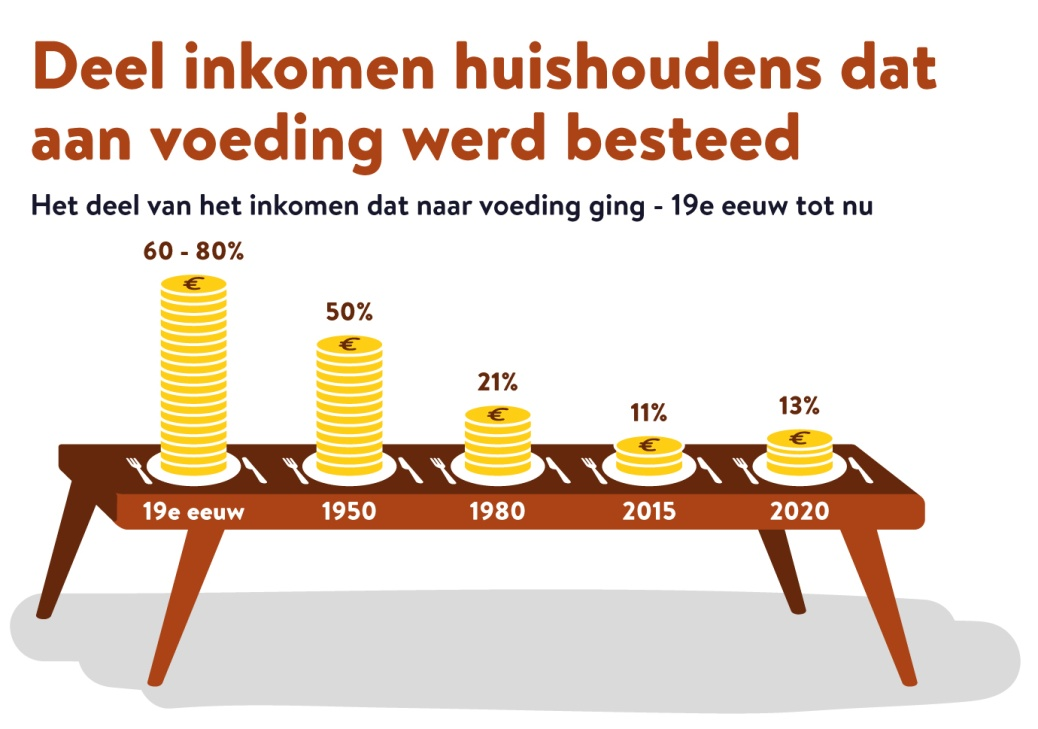 Deel inkomen huishoudens dat
aan voeding werd besteed
Het deel van het inkomen dat naar voeding ging - 19e eeuw tot nu
60 - 80%
50%
21%
11%
13%
€
€
€
€
€
19e eeuw
1950
1980
2015
2020